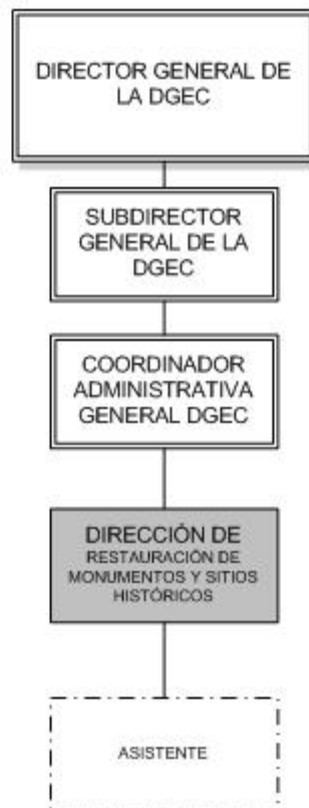 DIRECTOR GENERAL DE
LA DGEC
SUBDIRECTOR
GENERAL DE LA
DGEC
COORDINADOR
ADMINISTRATIVA
GENERAL DGEC
DIRECCIÓN DE
RESTAURACIÓN DE
MONUMENTOS Y SITIOS
HISTÓRICOS
ASISTENTE